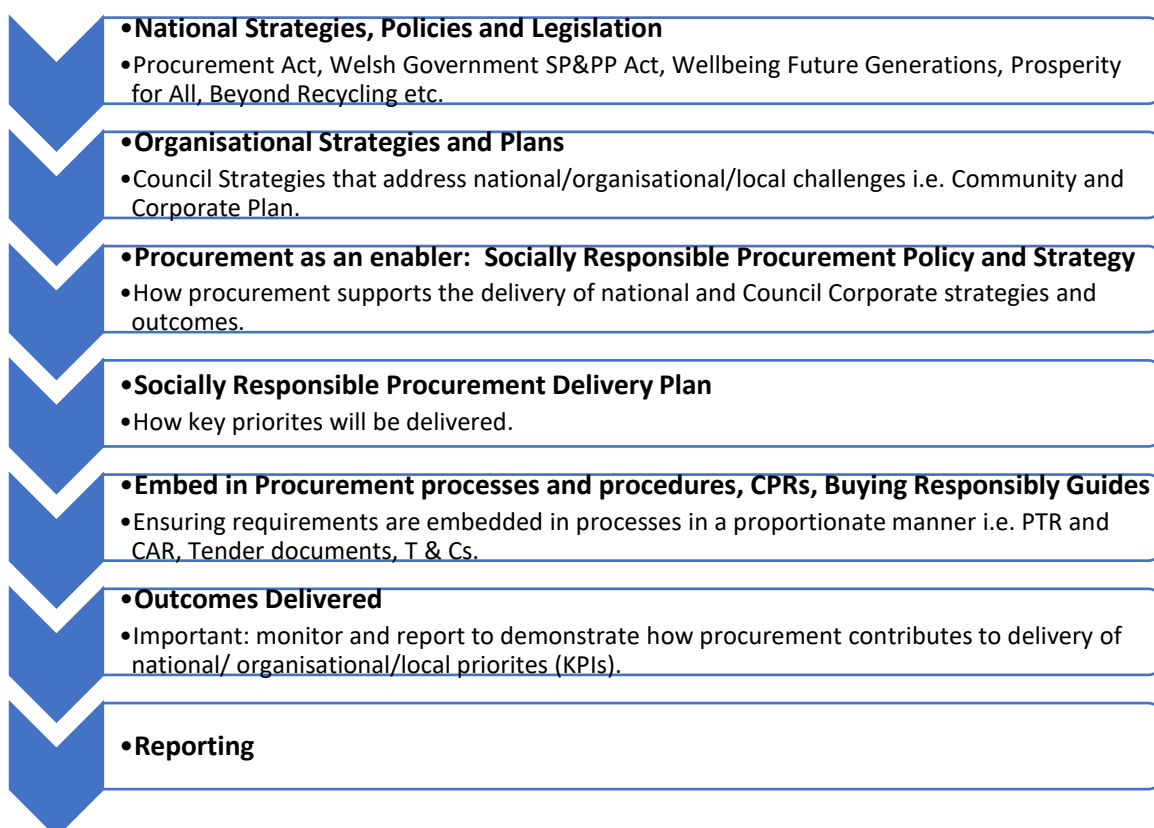 •National Strategies, Policies and Legislation
•Procurement Act, Welsh Government SP&PP Act, Wellbeing Future Generations, Prosperity
for All, Beyond Recycling etc.
•Organisational Strategies and Plans
•Council Strategies that address national/organisational/local challenges i.e. Community and
Corporate Plan.
•Procurement as an enabler:  Socially Responsible Procurement Policy and Strategy
•How procurement supports the delivery of national and Council Corporate strategies and
outcomes.
•Socially Responsible Procurement Delivery Plan
•How key priorites will be delivered.
•Embed in Procurement processes and procedures, CPRs, Buying Responsibly Guides
•Ensuring requirements are embedded in processes in a proportionate manner i.e. PTR and
CAR, Tender documents, T & Cs.
•Outcomes Delivered
•Important: monitor and report to demonstrate how procurement contributes to delivery of
national/ organisational/local priorites (KPIs).
•Reporting